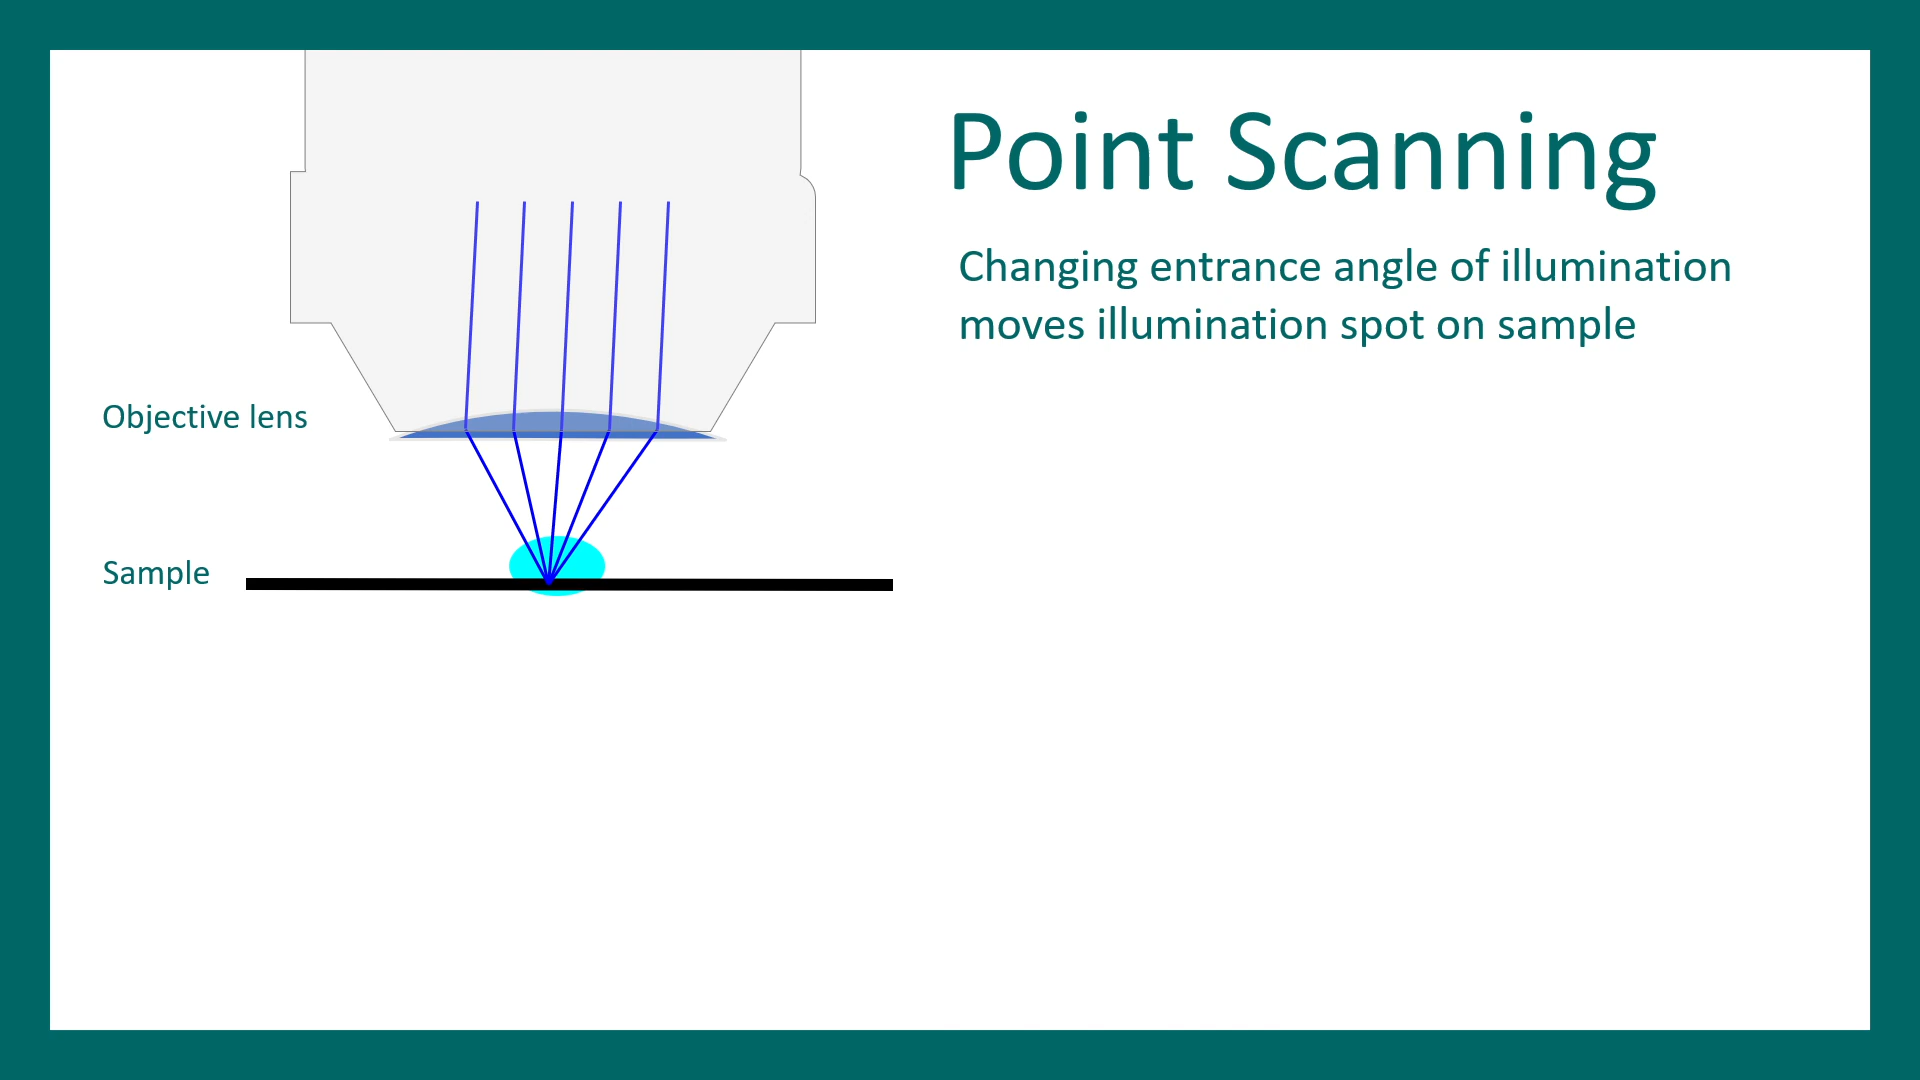 Point Scanning
Changing entrance angle of illumination
moves illumination spot on sample
Objective lens
Sample